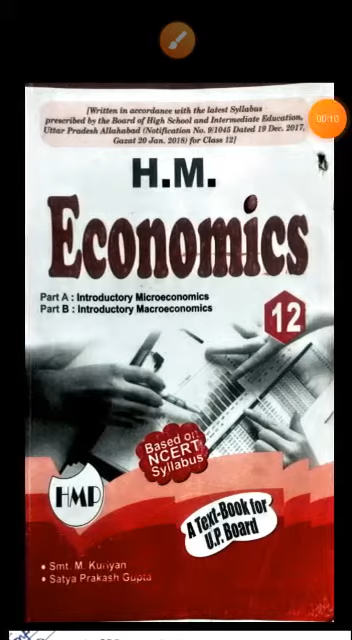 00:10
[Written in accordance with the latest Syllabus
prescribed by the Board of High School and Intermediate Education,
Uttar Pradesh Allahabad (Notification No. 9/1045 Dated 19 Dec. 2017,
Gazat 20 Jan. 2018) for Class 12]
H.M.
Economics
Part A : Introductory Microeconomics
Part B : Introductory Macroeconomics
12
Based on
NCERT
Syllabus
HMP
A Text-Book for
U.P. Board
• Smt. M. Kuriyan
• Satya Prakash Gupta